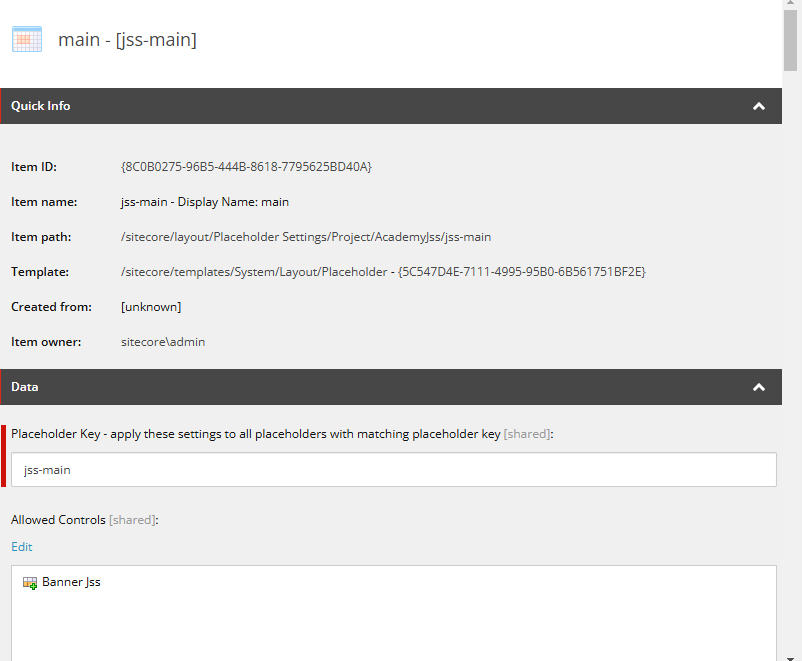 main - [jss-main]
Quick Info
Item ID: {8C0B0275-96B5-444B-8618-7795625BD40A}
Item name: jss-main - Display Name: main
Item path: /sitecore/layout/Placeholder Settings/Project/AcademyJss/jss-main
Template: /sitecore/templates/System/Layout/Placeholder - {5C547D4E-7111-4995-95B0-6B561751BF2E}
Created from: [unknown]
Item owner: sitecore\admin
Data
Placeholder Key - apply these settings to all placeholders with matching placeholder key [shared]:
jss-main
Allowed Controls [shared]:
Edit
Banner Jss